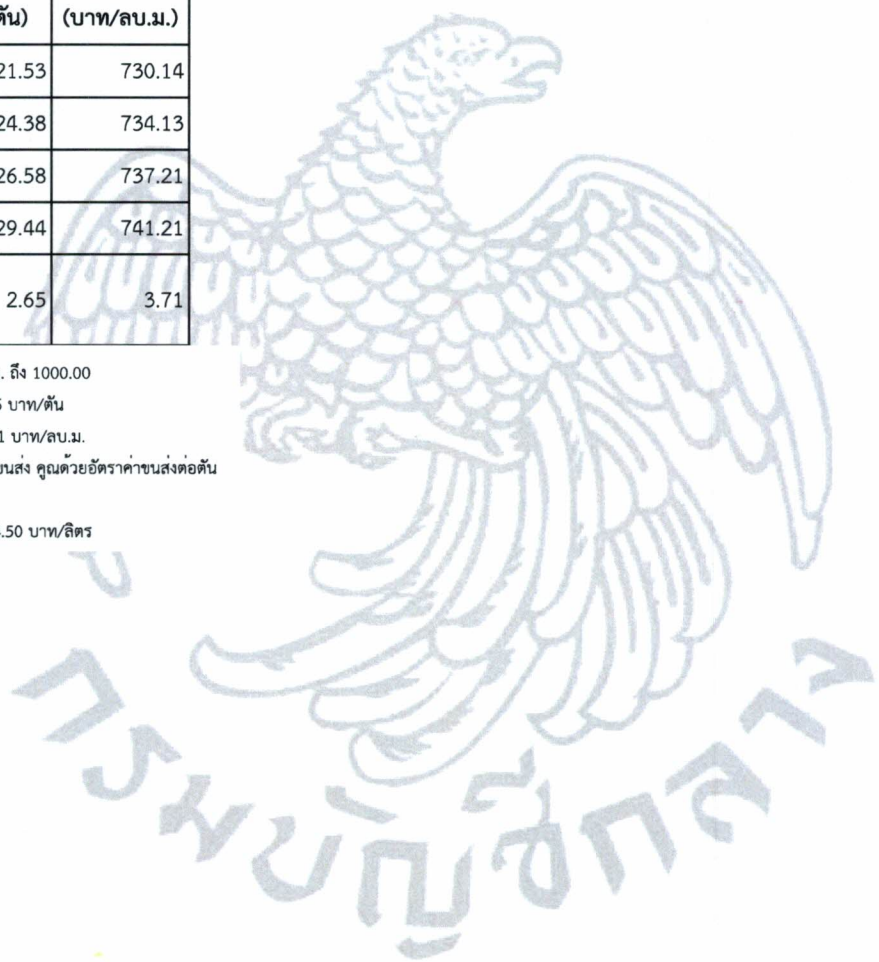 ตัน) (บาท/ลบ.ม.)
21.53 730.14
24.38 734.13
26.58 737.21
29.44 741.21
2.65 3.71
. ถึง 1000.00
บาท/ตัน
1 บาท/ลบ.ม.
ขนส่ง คูณด้วยอัตราค่าขนส่งต่อตัน
.50 บาท/ลิตร
กรมบัญชีกลาง